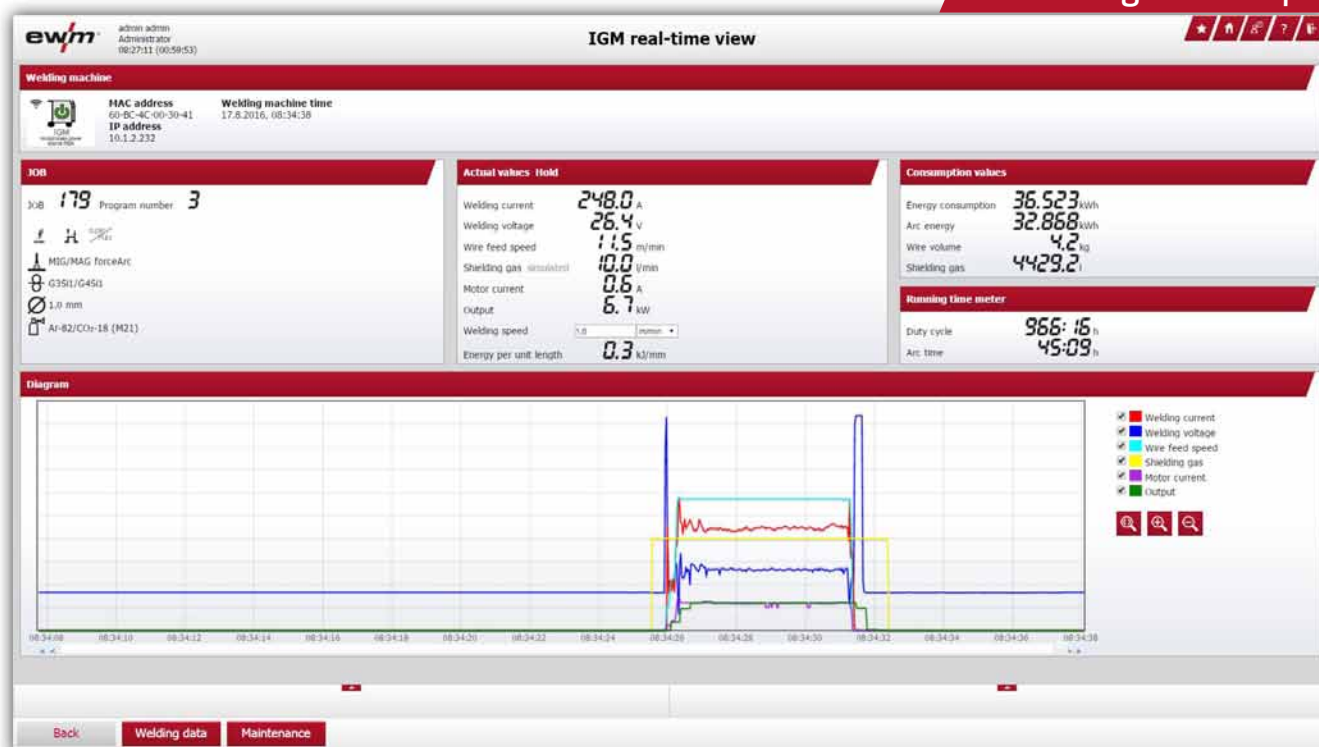 ewm
admin admin
Administrator
08:27:11 (00:59:53)
IGM real-time view
?
Welding machine
IGM
MAC address
60-BC-4C-00-30-41
IP address
10.1.2.232
Welding machine time
17.8.2016, 08:34:38
JOB
JOB 179 Program number 3
MIG/MAG forceArc
G3Si1/G4Si1
1.0 mm
Ar-82/CO₂-18 (M21)
Actual values Hold
Welding current 248.0 A
Welding voltage 26.4 V
Wire feed speed 11.5 m/min
Shielding gas simulated 10.0 l/min
Motor current 0.6 A
Output 6.7 kW
Welding speed 1.0 m/min
Energy per unit length 0.3 kJ/mm
Consumption values
Energy consumption 36.523 kWh
Arc energy 32.868 kWh
Wire volume 4.2 kg
Shielding gas 4429.2 l
Running time meter
Duty cycle 966:16 h
Arc time 45:09 h
Diagram
Welding current
Welding voltage
Wire feed speed
Shielding gas
Motor current
Output
08:34:08 08:34:10 08:34:12 08:34:14 08:34:16 08:34:18 08:34:20 08:34:22 08:34:24 08:34:26 08:34:28 08:34:30 08:34:32 08:34:34 08:34:36 08:34:38
Back Welding data Maintenance